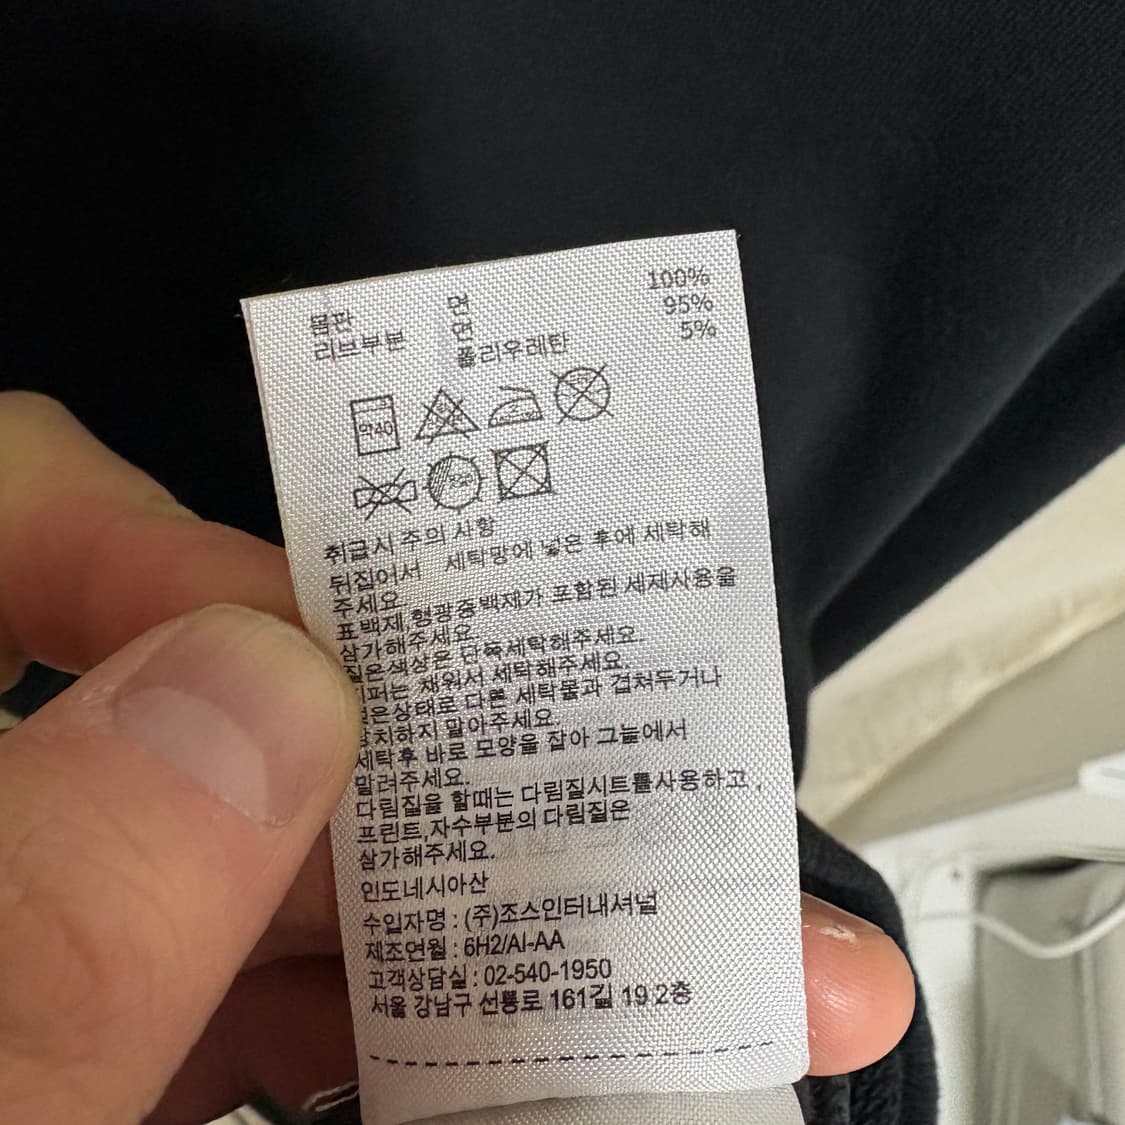 몸판 면 100%
리브부분 면 95%
폴리우레탄 5%
약40
취급시 주의 사항
뒤집어서 세탁망에 넣은 후에 세탁해
주세요
표백제,형광증백제가 포함된 세제사용을
삼가해주세요.
짙은색상은 단독세탁해주세요.
지퍼는 채워서 세탁해주세요.
젖은상태로 다른 세탁물과 겹쳐두거나
방치하지 말아주세요.
세탁후 바로 모양을 잡아 그늘에서
말려주세요.
다림질을 할때는 다림질시트를사용하고,
프린트,자수부분의 다림질은
삼가해주세요.
인도네시아산
수입자명 : (주)조스인터내셔널
제조연월 : 6H2/AI-AA
고객상담실 : 02-540-1950
서울 강남구 선릉로 161길 19 2층